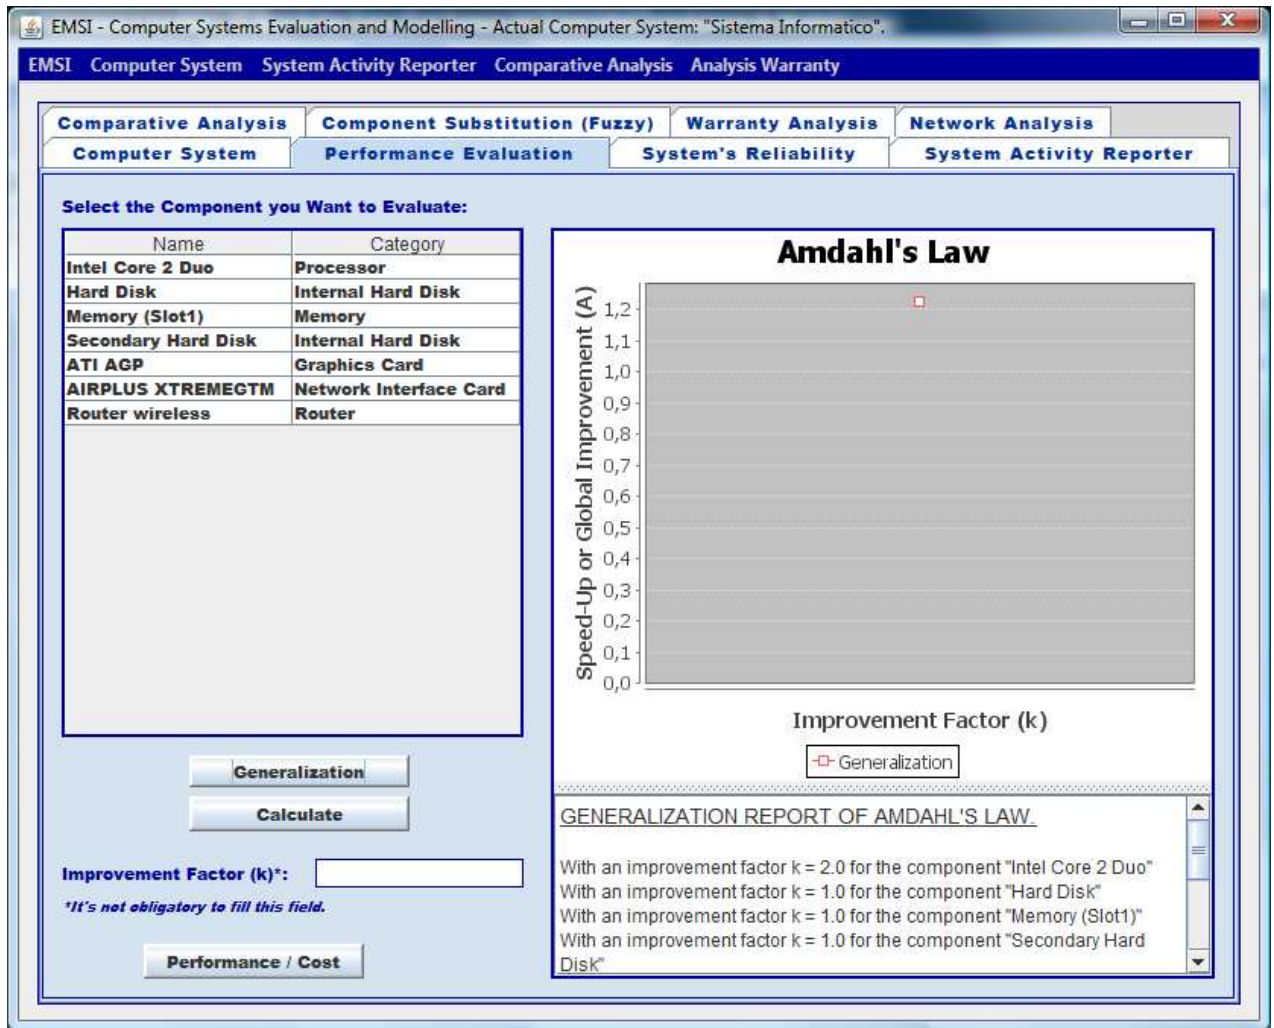 EMSI - Computer Systems Evaluation and Modelling - Actual Computer System: "Sistema Informatico".
EMSI Computer System System Activity Reporter Comparative Analysis Analysis Warranty
Comparative Analysis Component Substitution (Fuzzy) Warranty Analysis Network Analysis
Computer System Performance Evaluation System's Reliability System Activity Reporter
Select the Component you Want to Evaluate:
Name Category
Intel Core 2 Duo Processor
Hard Disk Internal Hard Disk
Memory (Slot1) Memory
Secondary Hard Disk Internal Hard Disk
ATI AGP Graphics Card
AIRPLUS XTREMEGTM Network Interface Card
Router wireless Router
Generalization
Calculate
Improvement Factor (k)*:
*It's not obligatory to fill this field.
Performance / Cost
Amdahl's Law
Speed-Up or Global Improvement (A)
1,2
1,1
1,0
0,9
0,8
0,7
0,6
0,5
0,4
0,3
0,2
0,1
0,0
Improvement Factor (k)
Generalization
GENERALIZATION REPORT OF AMDAHL'S LAW.
With an improvement factor k = 2.0 for the component "Intel Core 2 Duo"
With an improvement factor k = 1.0 for the component "Hard Disk"
With an improvement factor k = 1.0 for the component "Memory (Slot1)"
With an improvement factor k = 1.0 for the component "Secondary Hard
Disk"